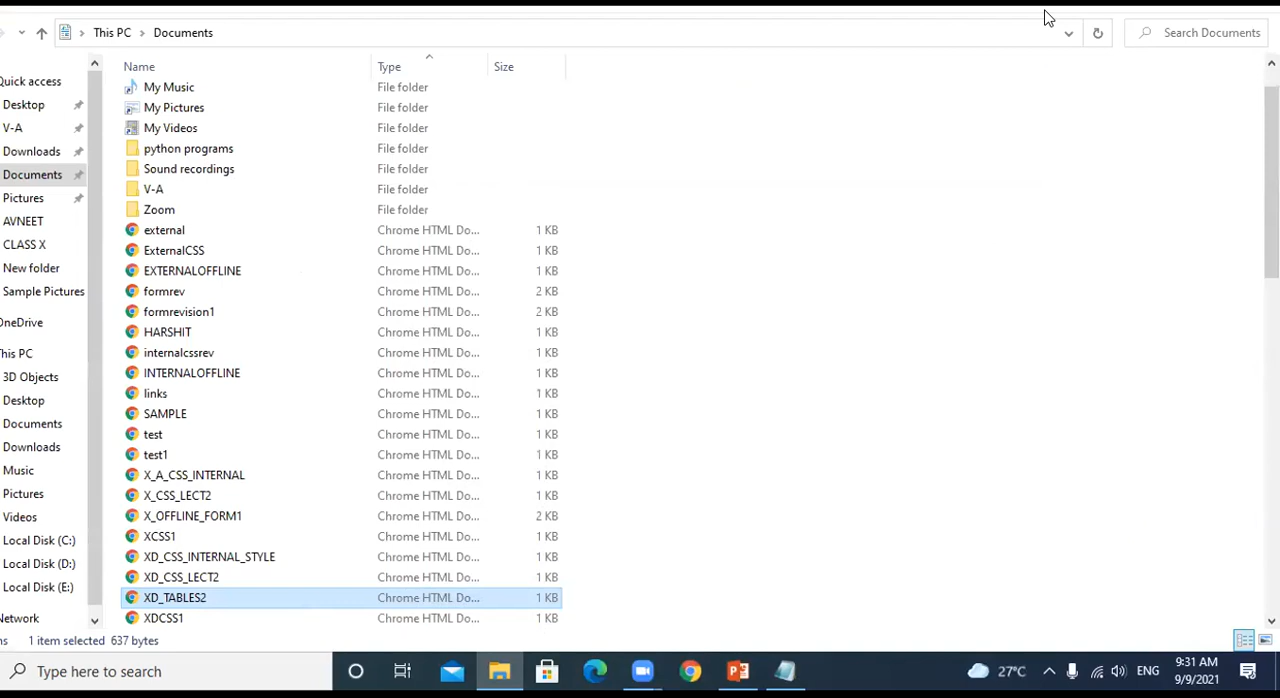 This PC > Documents
Search Documents
Name Type Size
Quick access
Desktop
V-A
Downloads
Documents
Pictures
AVNEET
CLASS X
New folder
Sample Pictures
OneDrive
This PC
3D Objects
Desktop
Documents
Downloads
Music
Pictures
Videos
Local Disk (C:)
Local Disk (D:)
Local Disk (E:)
Network
My Music File folder
My Pictures File folder
My Videos File folder
python programs File folder
Sound recordings File folder
V-A File folder
Zoom File folder
external Chrome HTML Do... 1 KB
ExternalCSS Chrome HTML Do... 1 KB
EXTERNALOFFLINE Chrome HTML Do... 1 KB
formrev Chrome HTML Do... 2 KB
formrevision1 Chrome HTML Do... 2 KB
HARSHIT Chrome HTML Do... 1 KB
internalcssrev Chrome HTML Do... 1 KB
INTERNALOFFLINE Chrome HTML Do... 1 KB
links Chrome HTML Do... 1 KB
SAMPLE Chrome HTML Do... 1 KB
test Chrome HTML Do... 1 KB
test1 Chrome HTML Do... 1 KB
X_A_CSS_INTERNAL Chrome HTML Do... 1 KB
X_CSS_LECT2 Chrome HTML Do... 1 KB
X_OFFLINE_FORM1 Chrome HTML Do... 2 KB
XCSS1 Chrome HTML Do... 1 KB
XD_CSS_INTERNAL_STYLE Chrome HTML Do... 1 KB
XD_CSS_LECT2 Chrome HTML Do... 1 KB
XD_TABLES2 Chrome HTML Do... 1 KB
XDCSS1 Chrome HTML Do... 1 KB
1 item selected 637 bytes
Type here to search
27°C
ENG
9:31 AM
9/9/2021